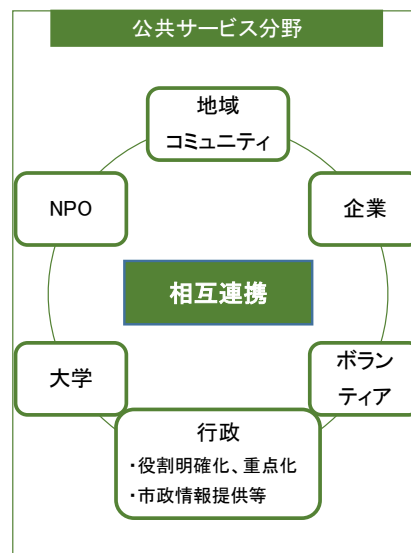 公共サービス分野
地域
コミュニティ
NPO
企業
相互連携
大学
ボラン
ティア
行政
・役割明確化、重点化
・市政情報提供等